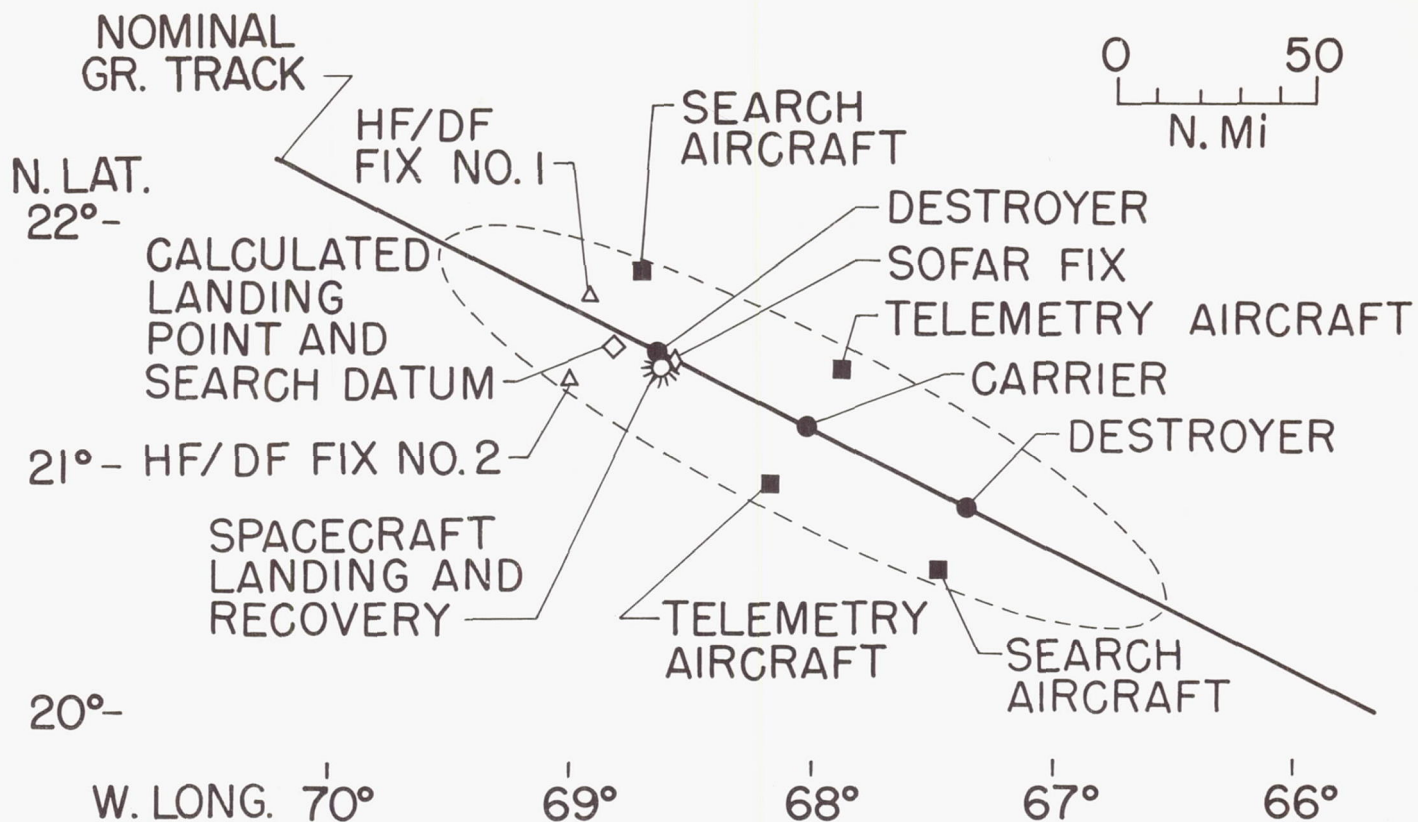 NOMINAL
GR. TRACK
HF/DF
FIX NO. 1
SEARCH
AIRCRAFT
0 50
N. Mi
N. LAT.
22°
DESTROYER
SOFAR FIX
TELEMETRY AIRCRAFT
CALCULATED
LANDING
POINT AND
SEARCH DATUM
CARRIER
DESTROYER
21°
HF/DF FIX NO. 2
SPACECRAFT
LANDING AND
RECOVERY
TELEMETRY
AIRCRAFT
SEARCH
AIRCRAFT
20°
W. LONG. 70° 69° 68° 67° 66°